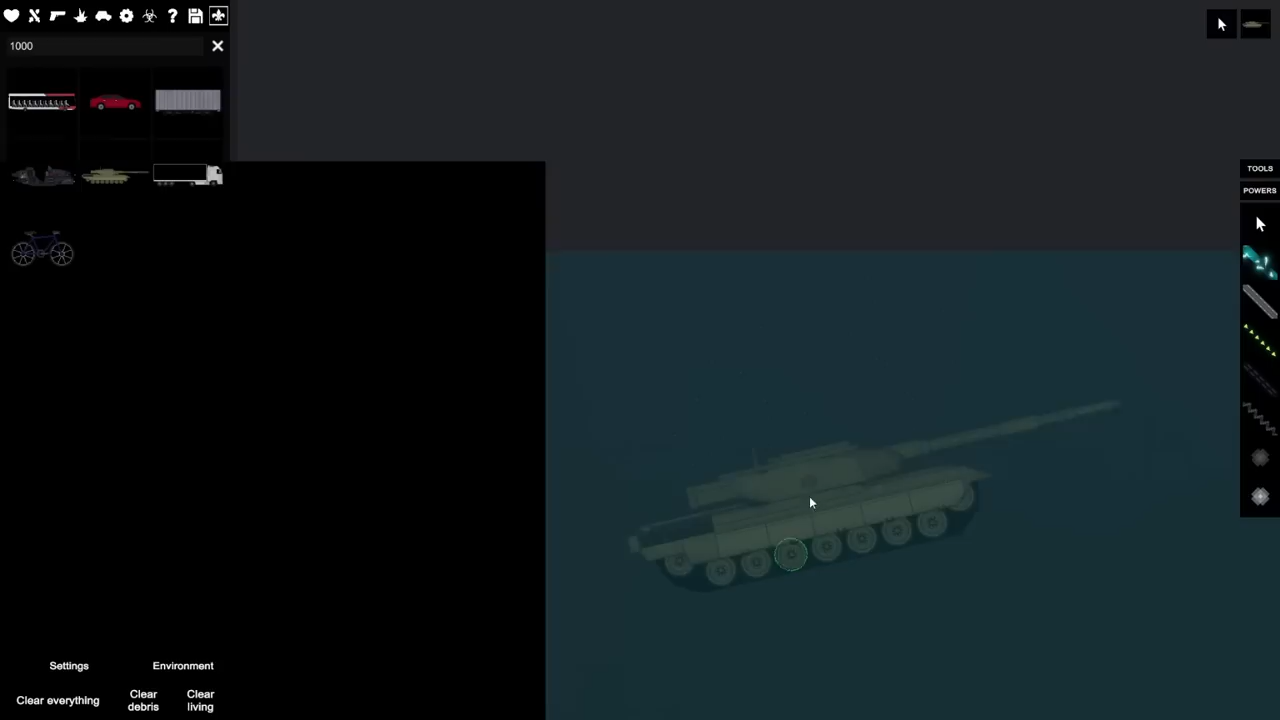 1000
TOOLS
POWERS
Settings
Environment
Clear everything
Clear
debris
Clear
living